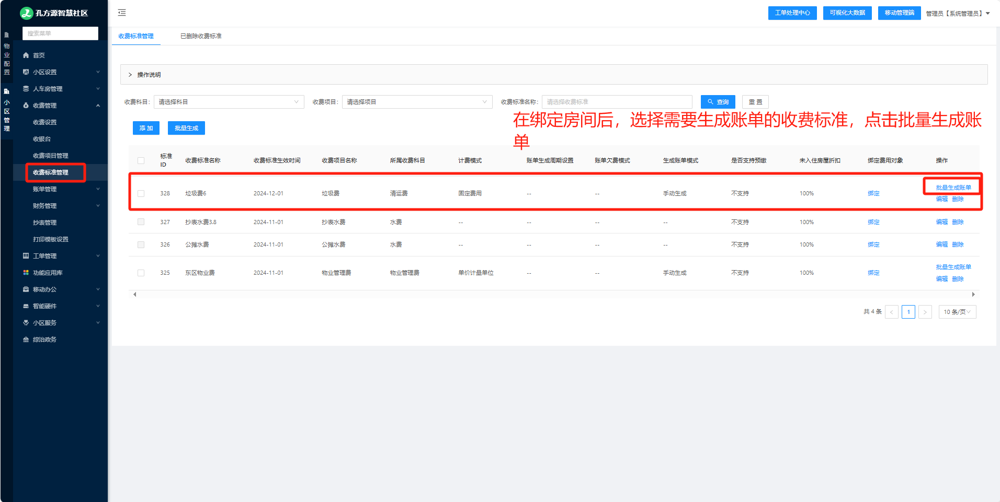 孔方源智慧社区
搜索菜单
物业配置
小区管理
首页
小区设置
人车房管理
收费管理
收费设置
收银台
收费项目管理
收费标准管理
账单管理
财务管理
抄表管理
打印模板设置
工单管理
功能应用库
移动办公
智能硬件
小区服务
综治政务
工单处理中心 可视化大数据 移动管理端 管理员【系统管理员】
收费标准管理 已删除收费标准
操作说明
收费科目: 请选择科目 收费项目: 请选择项目 收费标准名称: 请选择收费标准 查询 重置
在绑定房间后，选择需要生成账单的收费标准，点击批量生成账
单
添加 批量生成
标准ID 收费标准名称 收费标准生效时间 收费项目名称 所属收费科目 计费模式 账单生成周期设置 账单欠费模式 生成账单模式 是否支持预缴 未入住房屋折扣 绑定费用对象 操作
328 垃圾费6 2024-12-01 垃圾费 清运费 固定费用 -- -- 手动生成 不支持 100% 绑定 批量生成账单
编辑 删除
327 抄表水费3.8 2024-11-01 抄表水费 水费 -- -- -- -- 不支持 100% 绑定 编辑 删除
326 公摊水费 2024-11-01 公摊水费 水费 -- -- -- -- 不支持 100% 绑定 编辑 删除
325 东区物业费 2024-11-01 物业管理费 物业管理费 单价计量单位 -- -- 手动生成 不支持 100% 绑定 批量生成账单
编辑 删除
共 4 条 < 1 > 10 条/页